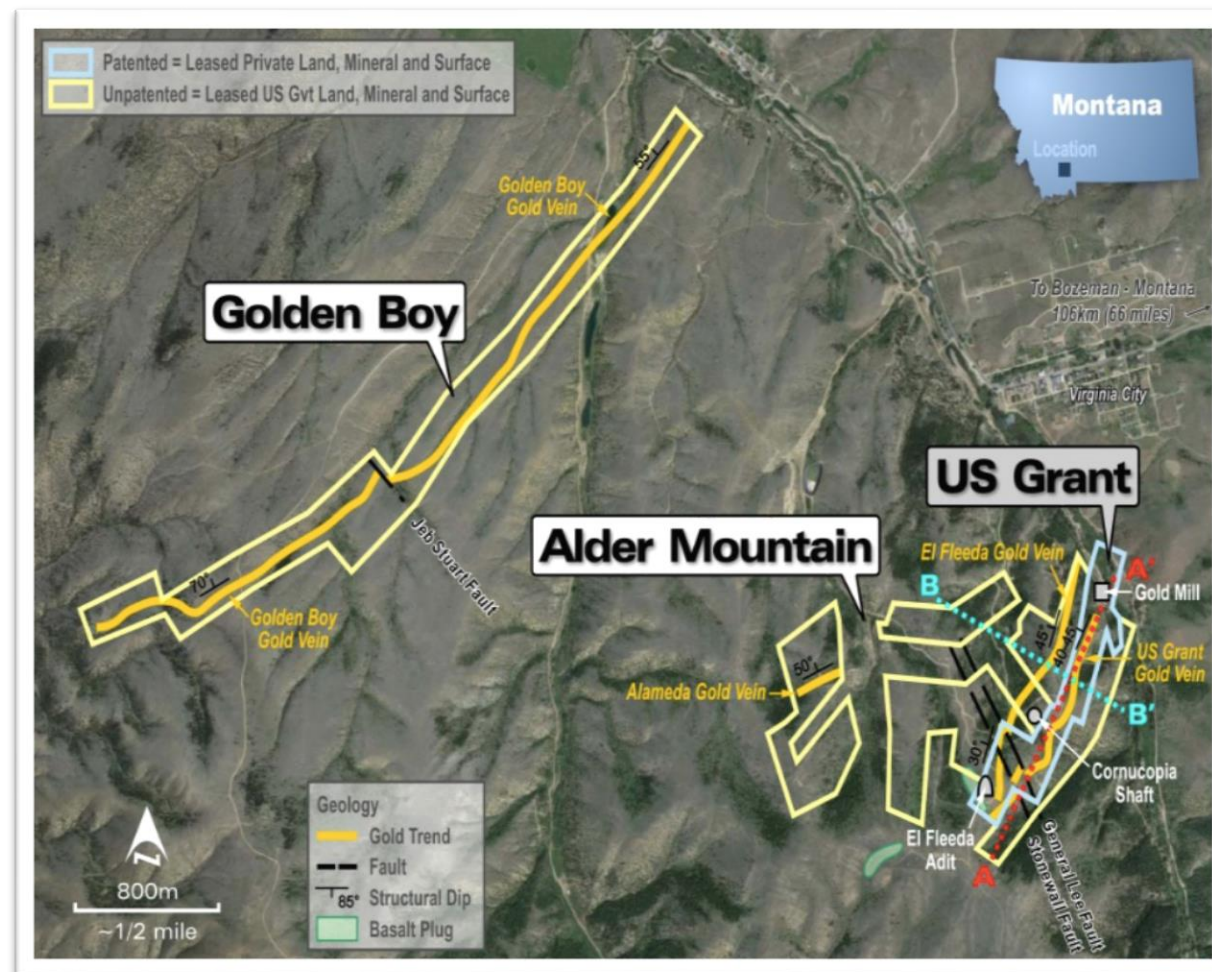 Patented = Leased Private Land, Mineral and Surface
Unpatented = Leased US Gvt Land, Mineral and Surface
Montana
Location
55°
Golden Boy
Gold Vein
Golden Boy
To Bozeman - Montana
106km (66 miles)
Virginia City
US Grant
Jeb Stuart Fault
Alder Mountain
El Fleeda Gold Vein
B
A'
Gold Mill
70°
Golden Boy
Gold Vein
45°
40-45
US Grant
Gold Vein
50°
Alameda Gold Vein
B'
30°
Cornucopia
Shaft
El Fleeda
Adit
A
General Lee Fault
Stonewall Fault
Geology
Gold Trend
Fault
85° Structural Dip
Basalt Plug
N
800m
~1/2 mile